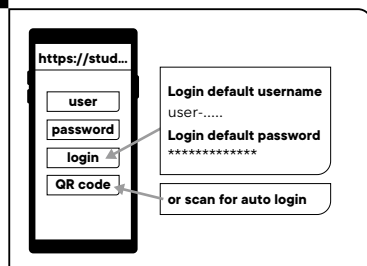 https://stud...
user
password
login
QR code
Login default username
user-.....
Login default password
*************
or scan for auto login